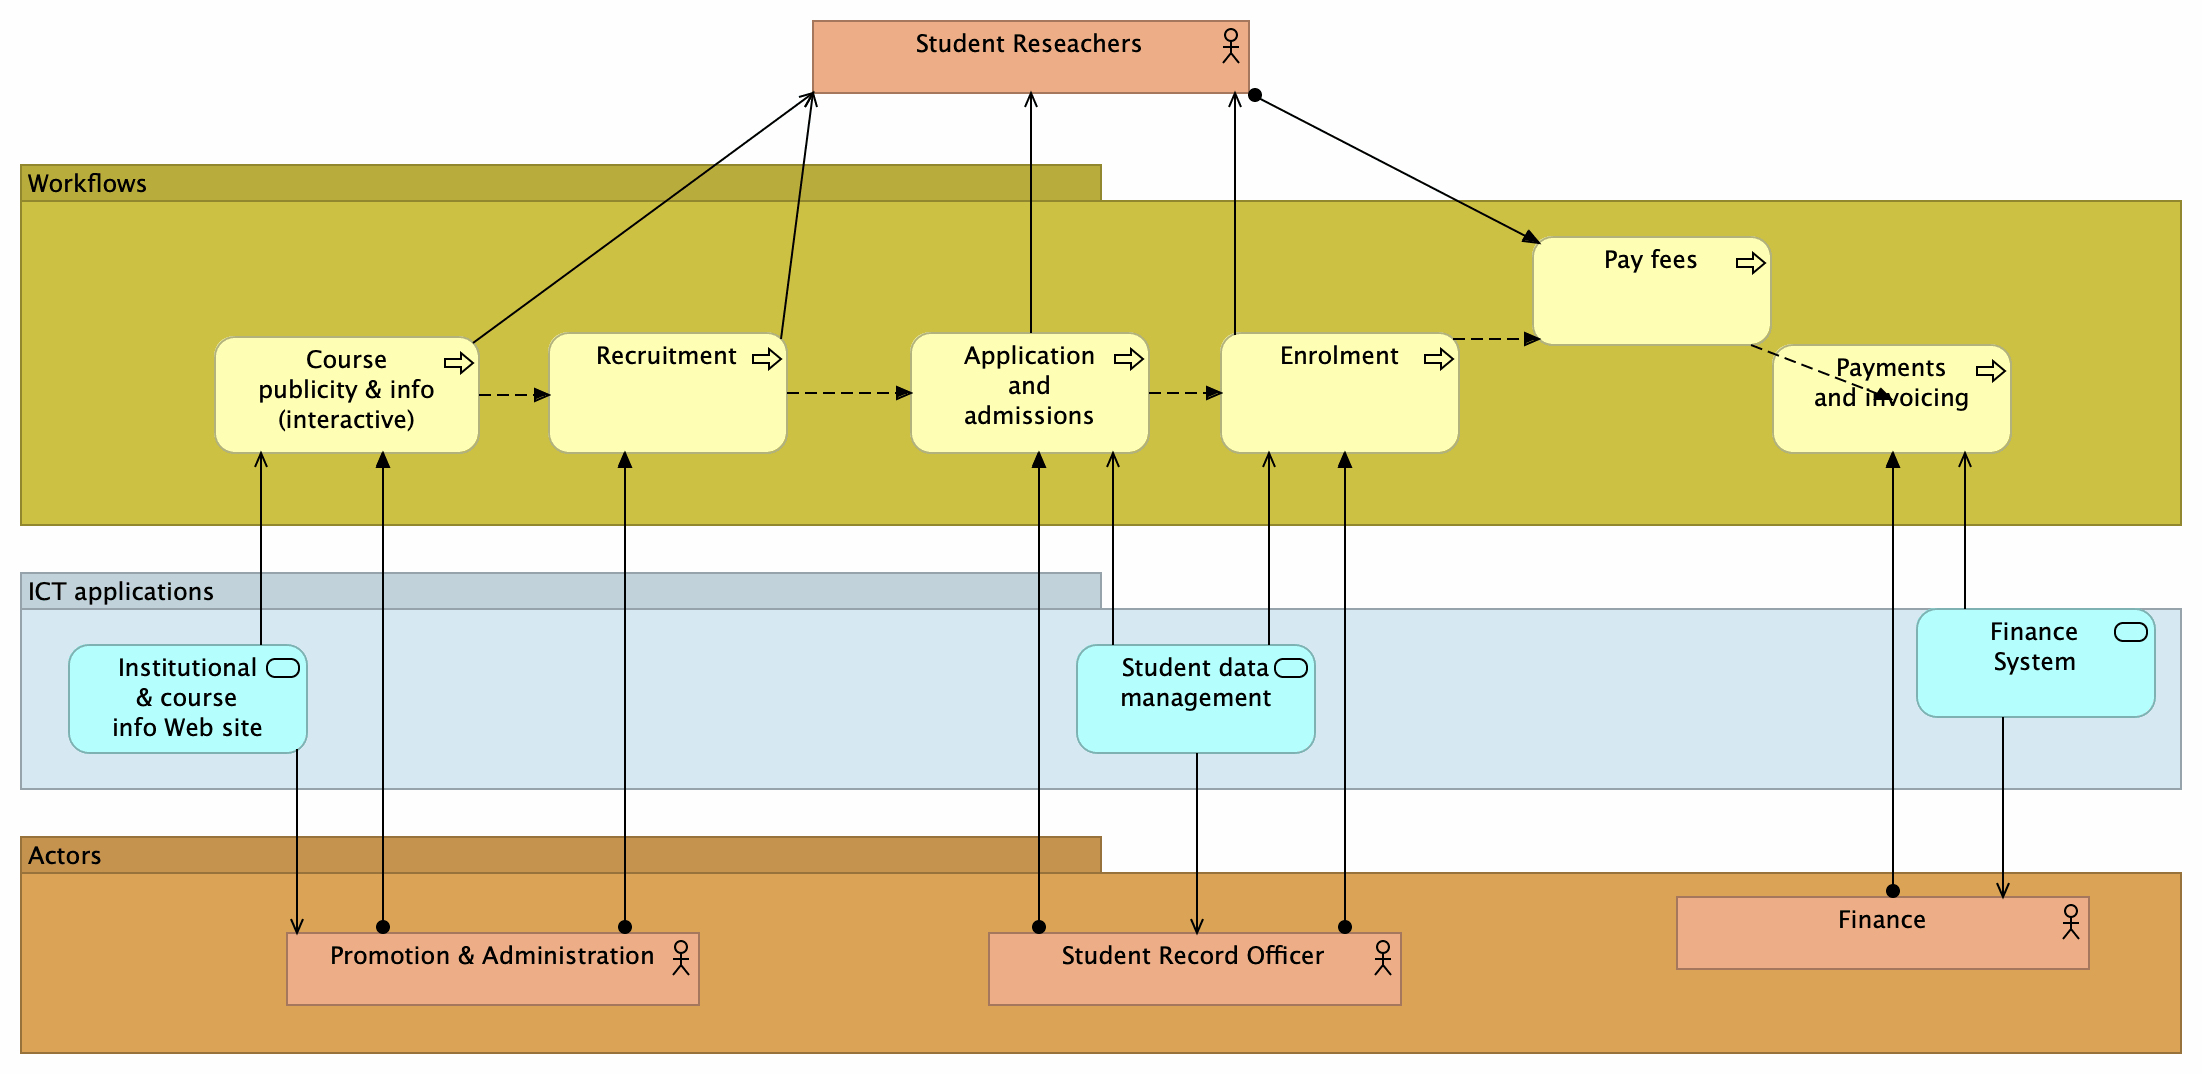 Student Reseachers
Workflows
Pay fees
Course
publicity & info
(interactive)
Recruitment
Application
and
admissions
Enrolment
Payments
and invoicing
ICT applications
Institutional
& course
info Web site
Student data
management
Finance
System
Actors
Promotion & Administration
Student Record Officer
Finance